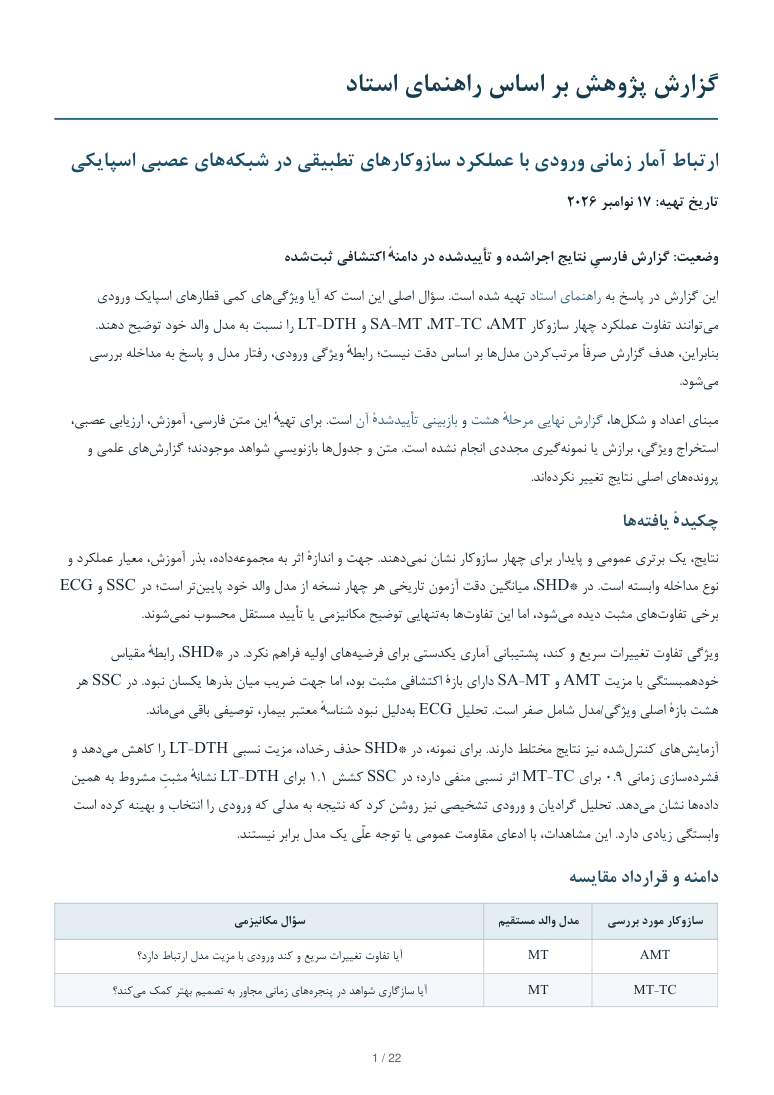 گزارش پژوهش بر اساس راهنمای استاد
ارتباط آمار زمانی ورودی با عملکرد سازوکارهای تطبیقی در شبکه‌های عصبی اسپایکی
تاریخ تهیه: ۱۷ نوامبر ۲۰۲۶
وضعیت: گزارش فارسیِ نتایج اجراشده و تأییدشده در دامنهٔ اکتشافی ثبت‌شده
این گزارش در پاسخ به راهنمای استاد تهیه شده است. سؤال اصلی این است که آیا ویژگی‌های کمی قطارهای اسپایک ورودی
می‌توانند تفاوت عملکرد چهار سازوکار AMT، MT-TC، SA-MT و LT-DTH را نسبت به مدل والد خود توضیح دهند.
بنابراین، هدف گزارش صرفاً مرتب‌کردن مدل‌ها بر اساس دقت نیست؛ رابطهٔ ویژگی ورودی، رفتار مدل و پاسخ به مداخله بررسی
می‌شود.
مبنای اعداد و شکل‌ها، گزارش نهایی مرحلهٔ هشت و بازبینی تأییدشدهٔ آن است. برای تهیهٔ این متن فارسی، آموزش، ارزیابی عصبی،
استخراج ویژگی، برازش یا نمونه‌گیری مجددی انجام نشده است. متن و جدول‌ها بازنویسیِ شواهد موجودند؛ گزارش‌های علمی و
پرونده‌های اصلی نتایج تغییر نکرده‌اند.
چکیدهٔ یافته‌ها
نتایج، یک برتری عمومی و پایدار برای چهار سازوکار نشان نمی‌دهند. جهت و اندازهٔ اثر به مجموعه‌داده، بذر آموزش، معیار عملکرد و
نوع مداخله وابسته است. در SHD*، میانگین دقت آزمون تاریخی هر چهار نسخه از مدل والد خود پایین‌تر است؛ در SSC و ECG
برخی تفاوت‌های مثبت دیده می‌شود، اما این تفاوت‌ها به‌تنهایی توضیح مکانیزمی یا تأیید مستقل محسوب نمی‌شوند.
ویژگی تفاوت تغییرات سریع و کند، پشتیبانی آماری یکدستی برای فرضیه‌های اولیه فراهم نکرد. در SHD*، رابطهٔ مقیاس
خودهمبستگی با مزیت AMT و SA-MT دارای بازهٔ اکتشافی مثبت بود، اما جهت ضریب میان بذرها یکسان نبود. در SSC هر
هشت بازهٔ اصلی ویژگی/مدل شامل صفر است. تحلیل ECG به‌دلیل نبود شناسهٔ معتبر بیمار، توصیفی باقی می‌ماند.
آزمایش‌های کنترل‌شده نیز نتایج مختلط دارند. برای نمونه، در SHD* حذف رخداد، مزیت نسبی LT-DTH را کاهش می‌دهد و
فشرده‌سازی زمانی ۰.۹ برای MT-TC اثر نسبی منفی دارد؛ در SSC کشش ۱.۱ برای LT-DTH نشانهٔ مثبتِ مشروط به همین
داده‌ها نشان می‌دهد. تحلیل گرادیان و ورودی تشخیصی نیز روشن کرد که نتیجه به مدلی که ورودی را انتخاب و بهینه کرده است
وابستگی زیادی دارد. این مشاهدات، با ادعای مقاومت عمومی یا توجه علّی یک مدل برابر نیستند.
دامنه و قرارداد مقایسه
سازوکار مورد بررسی مدل والد مستقیم سؤال مکانیزمی
AMT MT آیا تفاوت تغییرات سریع و کند ورودی با مزیت مدل ارتباط دارد؟
MT-TC MT آیا سازگاری شواهد در پنجره‌های زمانی مجاور به تصمیم بهتر کمک می‌کند؟
1 / 22